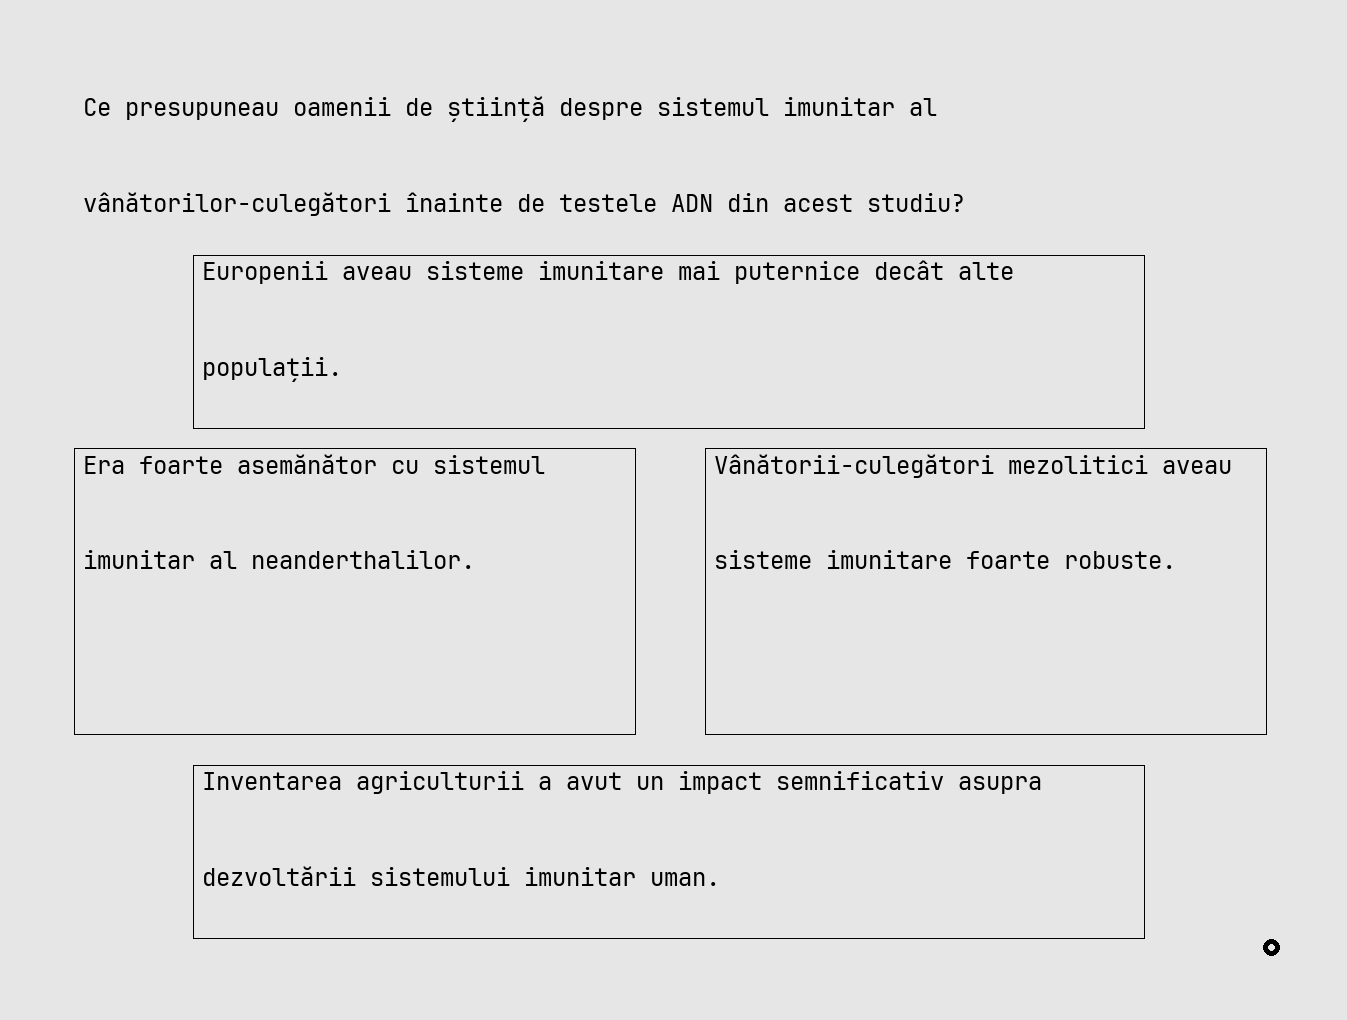 Ce presupuneau oamenii de știință despre sistemul imunitar al
vânătorilor-culegători înainte de testele ADN din acest studiu?
Europenii aveau sisteme imunitare mai puternice decât alte
populații.
Era foarte asemănător cu sistemul
imunitar al neanderthalilor.
Vânătorii-culegători mezolitici aveau
sisteme imunitare foarte robuste.
Inventarea agriculturii a avut un impact semnificativ asupra
dezvoltării sistemului imunitar uman.